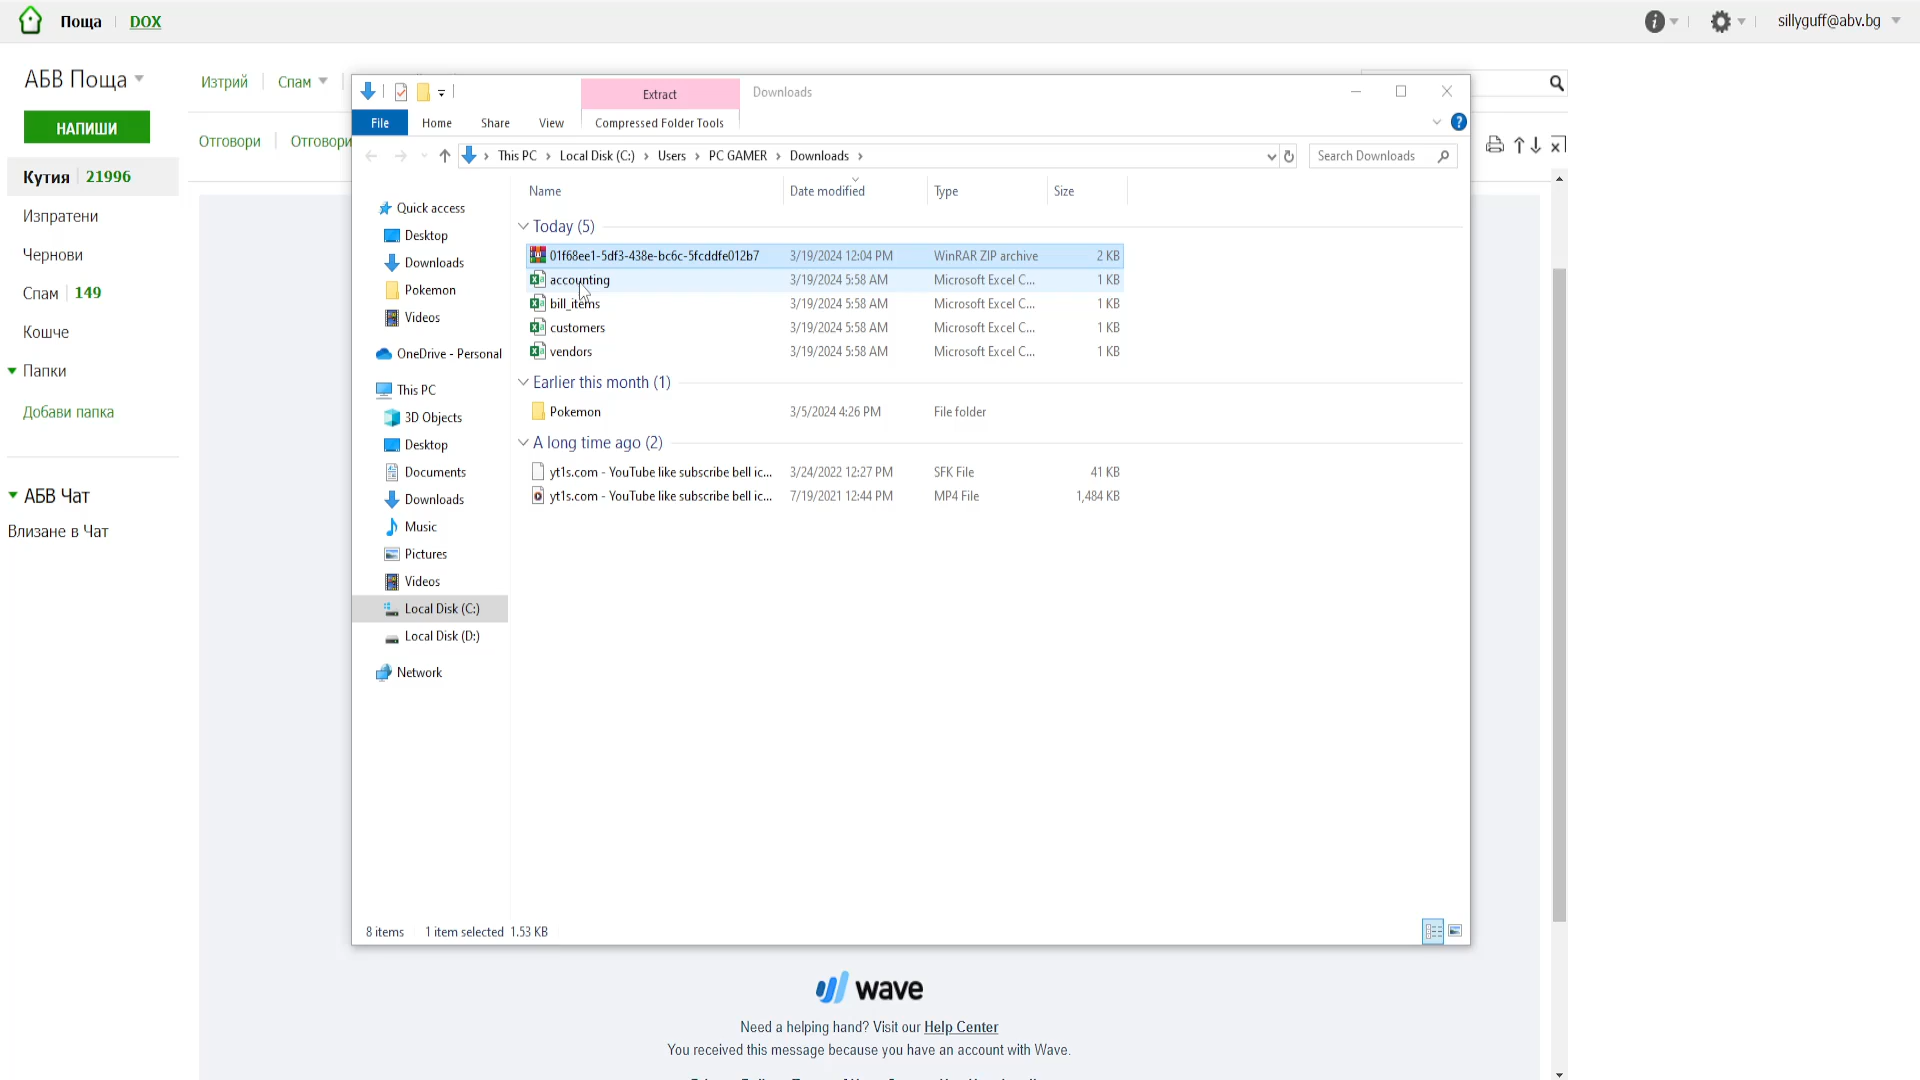 Поща DOX
sillyguff@abv.bg
АБВ Поща
Изтрий Спам
НАПИШИ
Отговори Отговори
Кутия 21996
Изпратени
Чернови
Спам 149
Кошче
Папки
Добави папка
АБВ Чат
Влизане в Чат
Extract Downloads
File Home Share View Compressed Folder Tools
This PC Local Disk (C:) Users PC GAMER Downloads
Search Downloads
Name Date modified Type Size
Quick access
Desktop
Downloads
Pokemon
Videos
OneDrive - Personal
This PC
3D Objects
Desktop
Documents
Downloads
Music
Pictures
Videos
Local Disk (C:)
Local Disk (D:)
Network
Today (5)
01f68ee1-5df3-438e-bc6c-5fcddfe012b7 3/19/2024 12:04 PM WinRAR ZIP archive 2 KB
accounting 3/19/2024 5:58 AM Microsoft Excel C... 1 KB
bill_items 3/19/2024 5:58 AM Microsoft Excel C... 1 KB
customers 3/19/2024 5:58 AM Microsoft Excel C... 1 KB
vendors 3/19/2024 5:58 AM Microsoft Excel C... 1 KB
Earlier this month (1)
Pokemon 3/5/2024 4:26 PM File folder
A long time ago (2)
yt1s.com - YouTube like subscribe bell ic... 3/24/2022 12:27 PM SFK File 41 KB
yt1s.com - YouTube like subscribe bell ic... 7/19/2021 12:44 PM MP4 File 1,484 KB
8 items 1 item selected 1.53 KB
wave
Need a helping hand? Visit our Help Center
You received this message because you have an account with Wave.